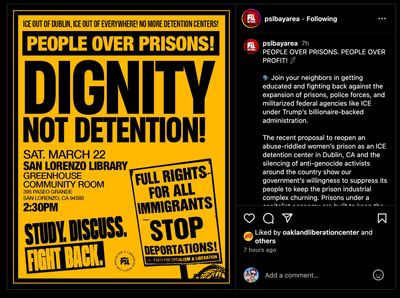 ICE OUT OF DUBLIN, ICE OUT OF EVERYWHERE! NO MORE DETENTION CENTERS!
PEOPLE OVER PRISONS!
DIGNITY
NOT DETENTION!
SAT. MARCH 22
SAN LORENZO LIBRARY
GREENHOUSE
COMMUNITY ROOM
395 PASEO GRANDE
SAN LORENZO, CA 94580
2:30PM
STUDY. DISCUSS.
FIGHT BACK.
PSL
FULL RIGHTS
FOR ALL
IMMIGRANTS
STOP
DEPORTATIONS!
PARTY FOR SOCIALISM & LIBERATION
pslbayarea • Following
PSL
pslbayarea 7h
PEOPLE OVER PRISONS. PEOPLE OVER
PROFIT!
Join your neighbors in getting
educated and fighting back against the
expansion of prisons, police forces, and
militarized federal agencies like ICE
under Trump's billionaire-backed
administration.
The recent proposal to reopen an
abuse-riddled women's prison as an ICE
detention center in Dublin, CA and the
silencing of anti-genocide activists
around the country show our
government's willingness to suppress its
people to keep the prison industrial
complex churning. Prisons under a
Liked by oaklandliberationcenter and
others
7 hours ago
Add a comment...